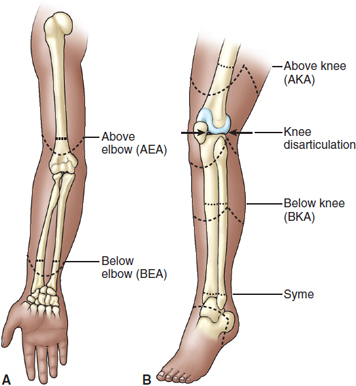 Above
elbow (AEA)
Below
elbow (BEA)
A
Above knee
(AKA)
Knee
disarticulation
Below knee
(BKA)
Syme
B